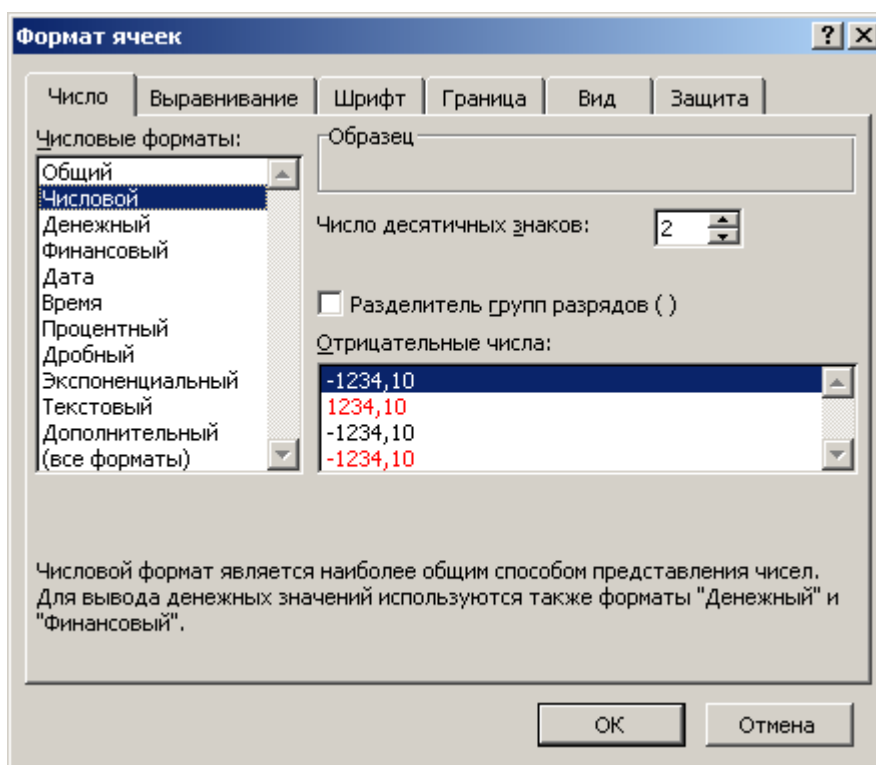 Формат ячеек
Число Выравнивание Шрифт Граница Вид Защита
Числовые форматы:
Общий
Числовой
Денежный
Финансовый
Дата
Время
Процентный
Дробный
Экспоненциальный
Текстовый
Дополнительный
(все форматы)
Образец
Число десятичных знаков: 2
Разделитель групп разрядов ( )
Отрицательные числа:
-1234,10
1234,10
-1234,10
-1234,10
Числовой формат является наиболее общим способом представления чисел.
Для вывода денежных значений используются также форматы "Денежный" и
"Финансовый".
ОК Отмена